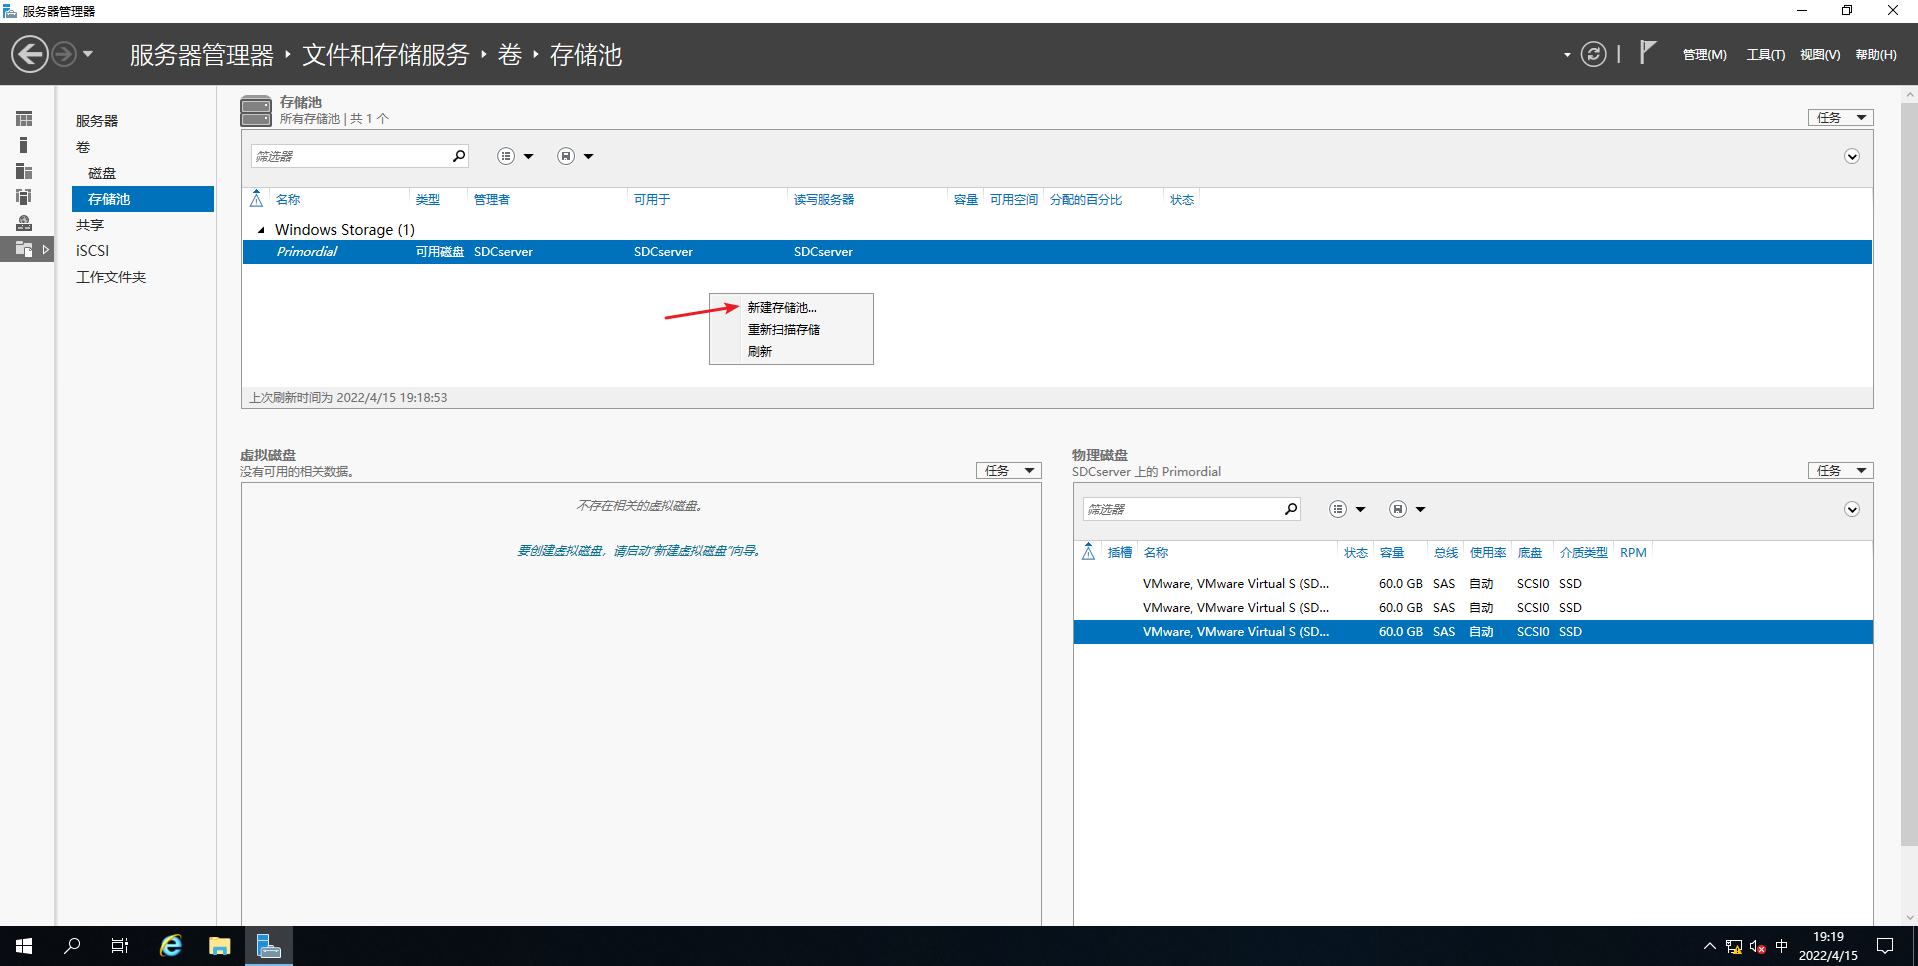 服务器管理器
服务器管理器 ‣ 文件和存储服务 ‣ 卷 ‣ 存储池
管理(M) 工具(T) 视图(V) 帮助(H)
服务器
卷
磁盘
存储池
共享
iSCSI
工作文件夹
存储池
所有存储池 | 共 1 个
任务
筛选器
名称 类型 管理者 可用于 读写服务器 容量 可用空间 分配的百分比 状态
Windows Storage (1)
Primordial 可用磁盘 SDCserver SDCserver SDCserver
新建存储池...
重新扫描存储
刷新
上次刷新时间为 2022/4/15 19:18:53
虚拟磁盘
没有可用的相关数据。
任务
不存在相关的虚拟磁盘。
要创建虚拟磁盘，请启动"新建虚拟磁盘"向导。
物理磁盘
SDCserver 上的 Primordial
任务
筛选器
插槽 名称 状态 容量 总线 使用率 底盘 介质类型 RPM
VMware, VMware Virtual S (SD... 60.0 GB SAS 自动 SCSI0 SSD
VMware, VMware Virtual S (SD... 60.0 GB SAS 自动 SCSI0 SSD
VMware, VMware Virtual S (SD... 60.0 GB SAS 自动 SCSI0 SSD
中
19:19
2022/4/15